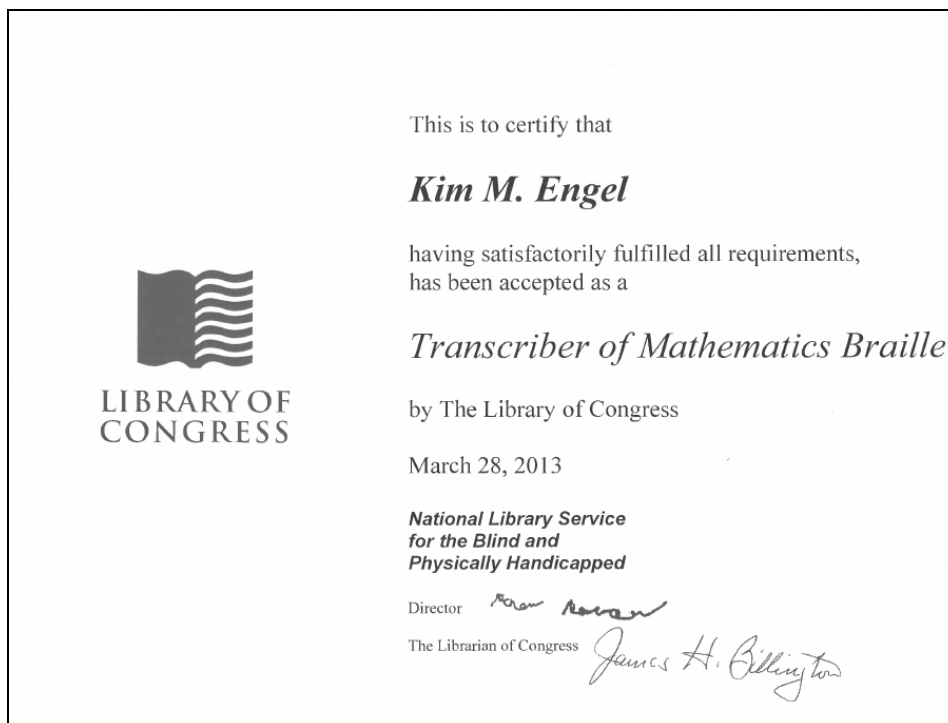 This is to certify that
Kim M. Engel
having satisfactorily fulfilled all requirements,
has been accepted as a
Transcriber of Mathematics Braille
LIBRARY OF
CONGRESS
by The Library of Congress
March 28, 2013
National Library Service
for the Blind and
Physically Handicapped
Director
The Librarian of Congress James H. Billington